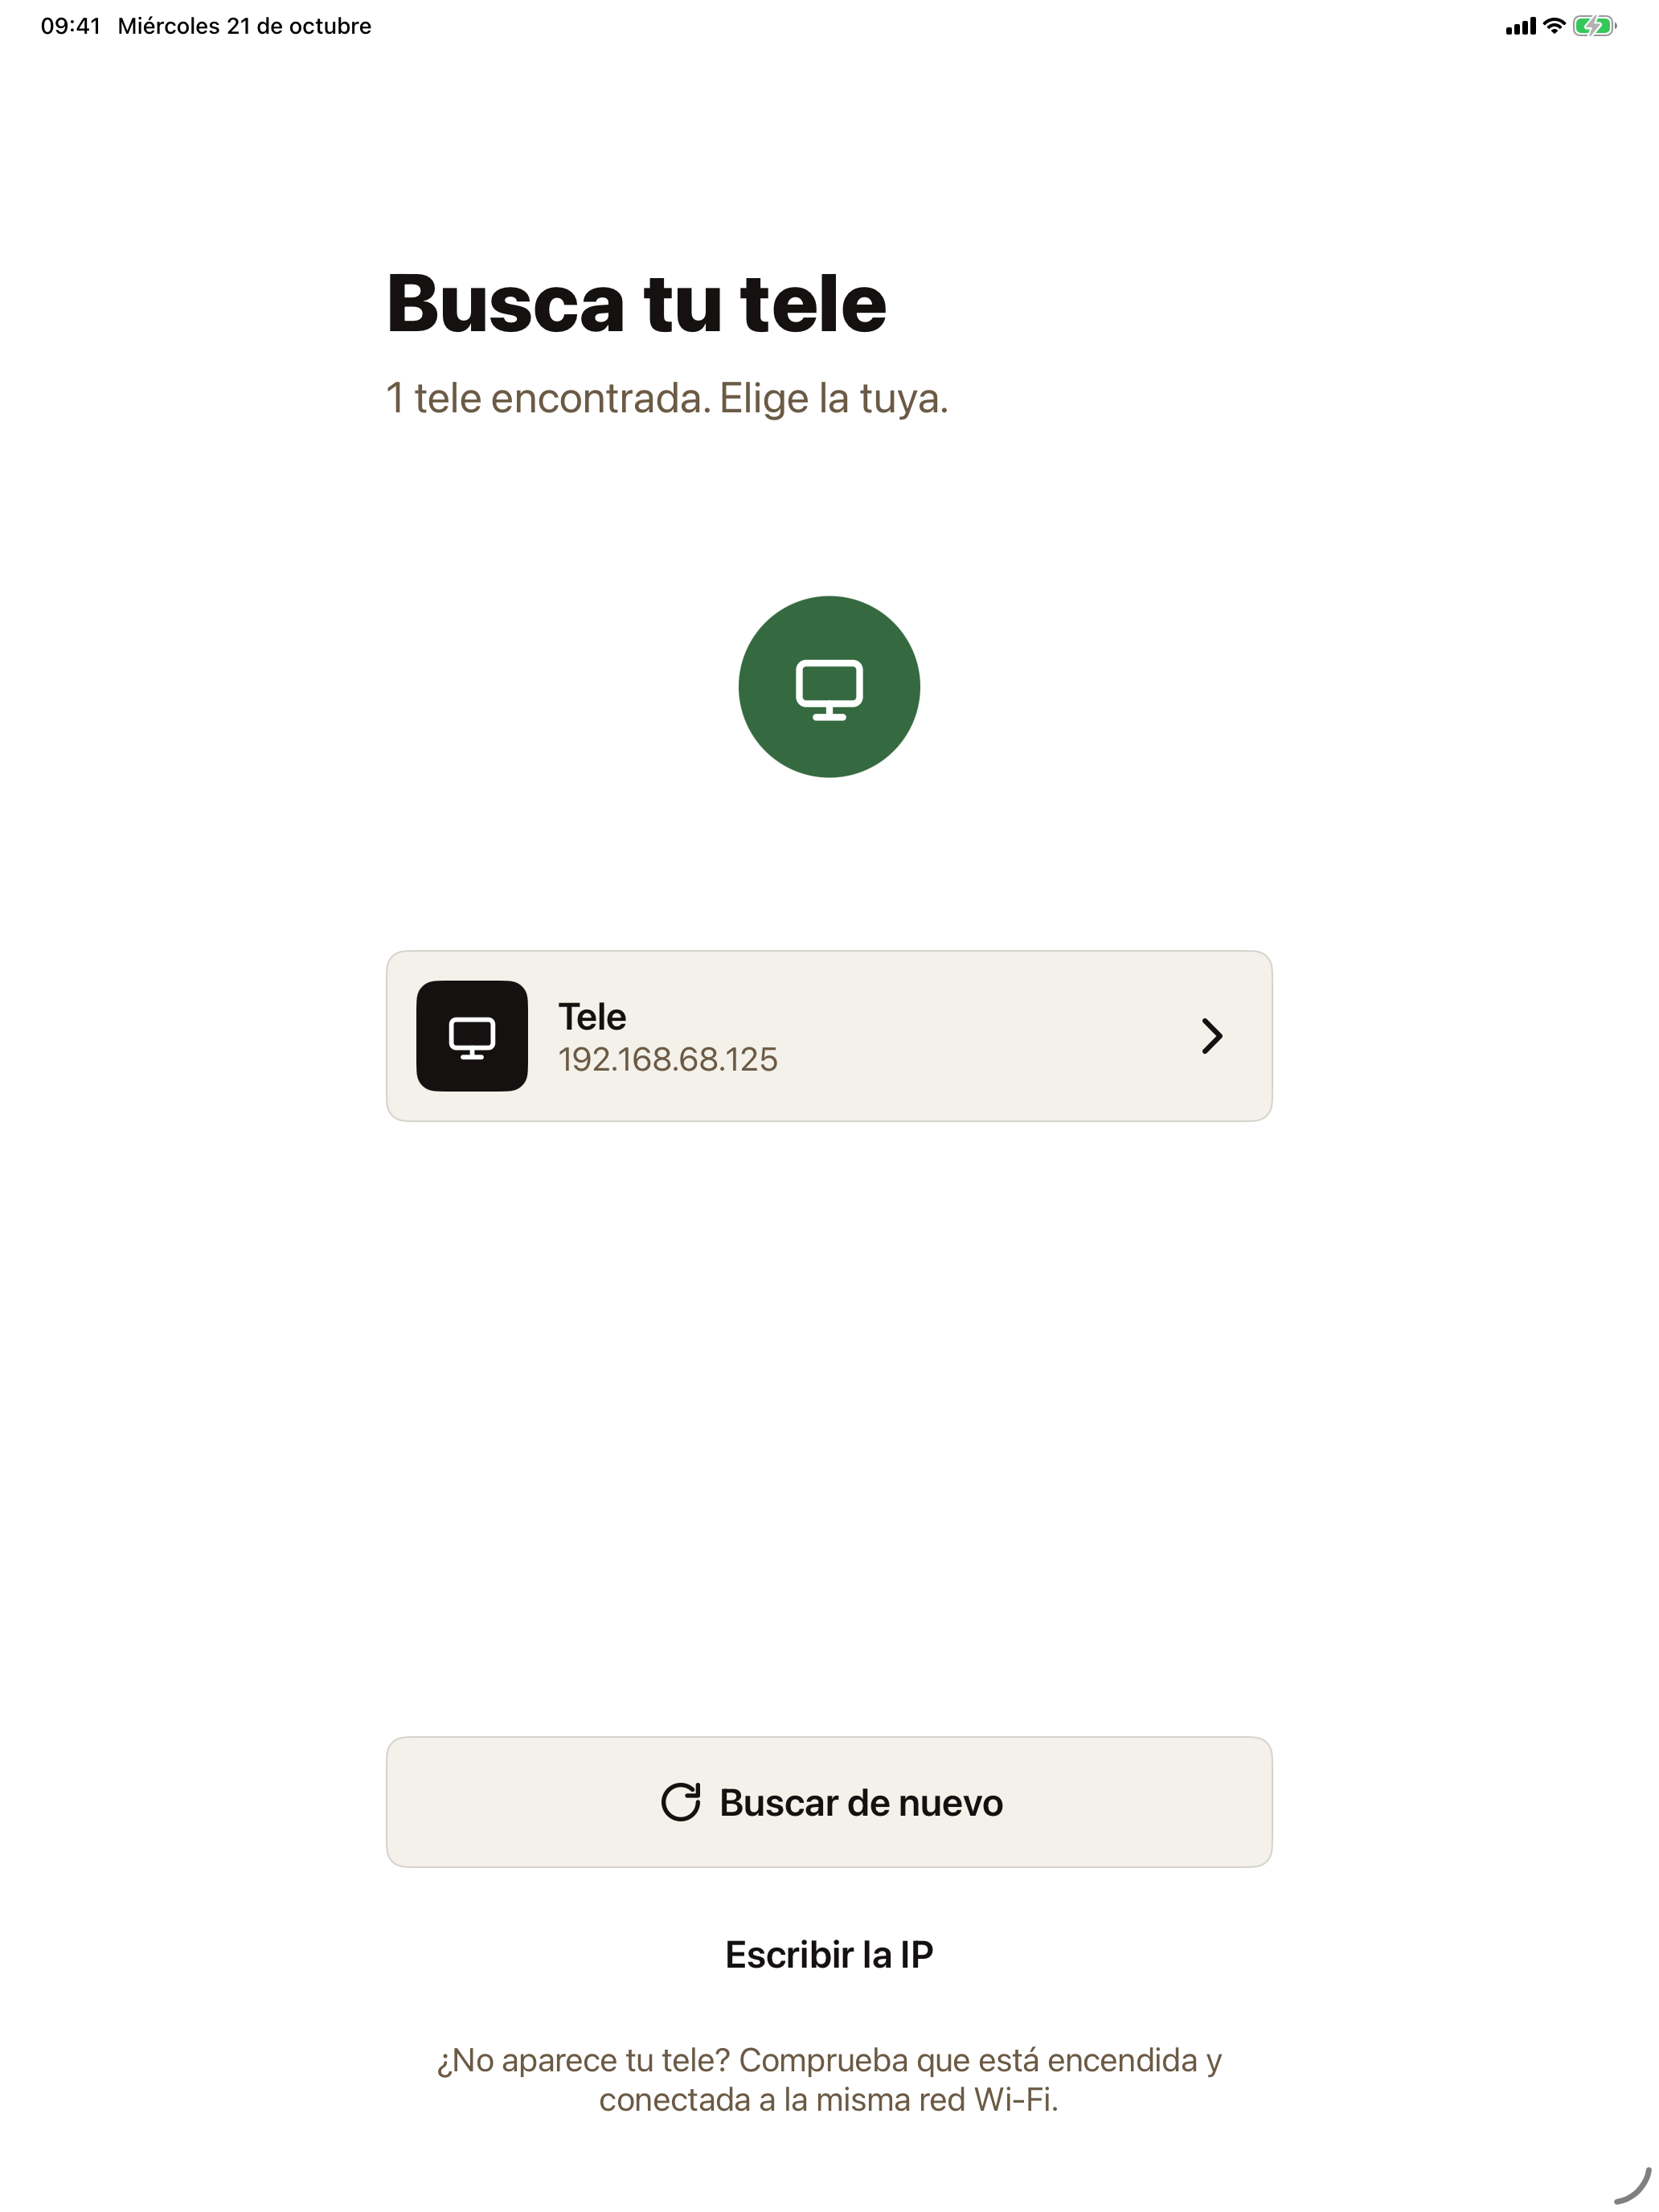 09:41 Miércoles 21 de octubre
Busca tu tele
1 tele encontrada. Elige la tuya.
Tele
192.168.68.125
Buscar de nuevo
Escribir la IP
¿No aparece tu tele? Comprueba que está encendida y
conectada a la misma red Wi-Fi.